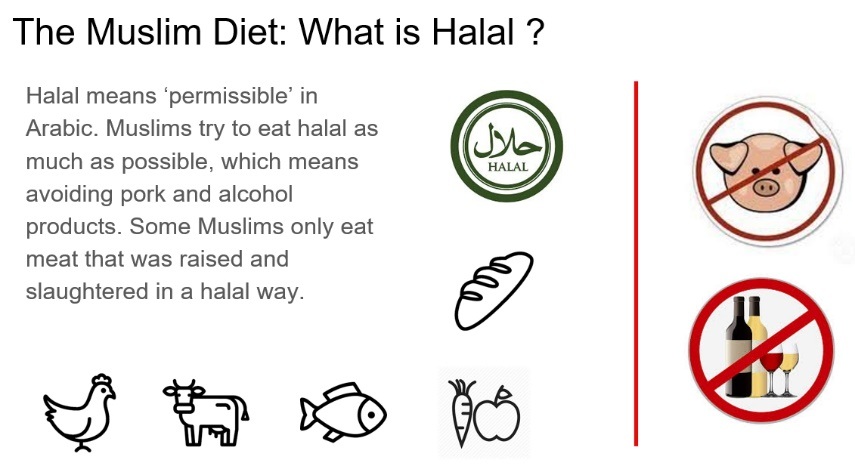 The Muslim Diet: What is Halal ?
Halal means ‘permissible’ in
Arabic. Muslims try to eat halal as
much as possible, which means
avoiding pork and alcohol
products. Some Muslims only eat
meat that was raised and
slaughtered in a halal way.
حلال
HALAL